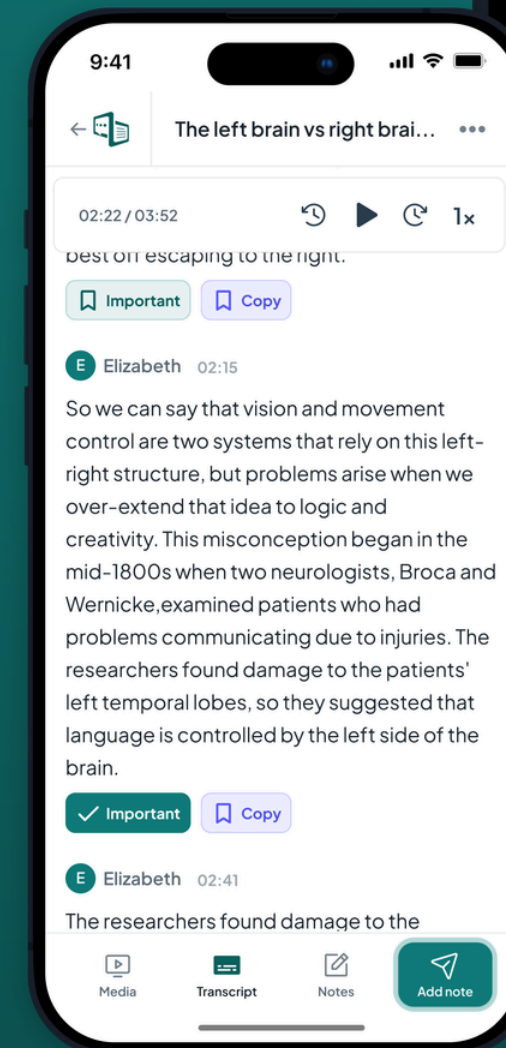 9:41
The left brain vs right brai...
02:22 / 03:52
1x
best off escaping to the right.
Important
Copy
E
Elizabeth 02:15
So we can say that vision and movement
control are two systems that rely on this left-
right structure, but problems arise when we
over-extend that idea to logic and
creativity. This misconception began in the
mid-1800s when two neurologists, Broca and
Wernicke,examined patients who had
problems communicating due to injuries. The
researchers found damage to the patients'
left temporal lobes, so they suggested that
language is controlled by the left side of the
brain.
Important
Copy
E
Elizabeth 02:41
The researchers found damage to the
Media
Transcript
Notes
Add note